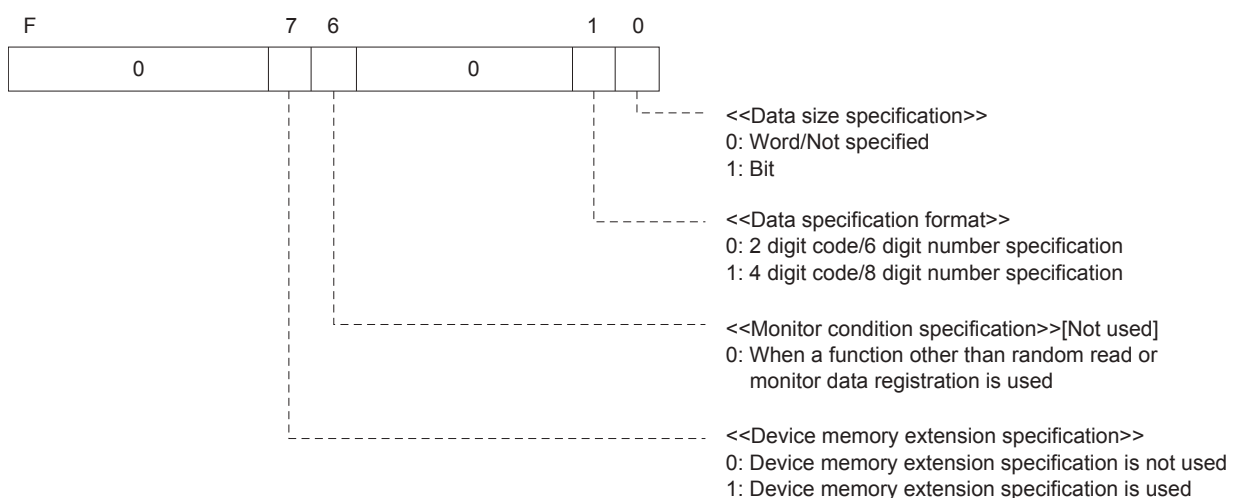 F 7 6 1 0
0 0
<<Data size specification>>
0: Word/Not specified
1: Bit
<<Data specification format>>
0: 2 digit code/6 digit number specification
1: 4 digit code/8 digit number specification
<<Monitor condition specification>>[Not used]
0: When a function other than random read or
monitor data registration is used
<<Device memory extension specification>>
0: Device memory extension specification is not used
1: Device memory extension specification is used